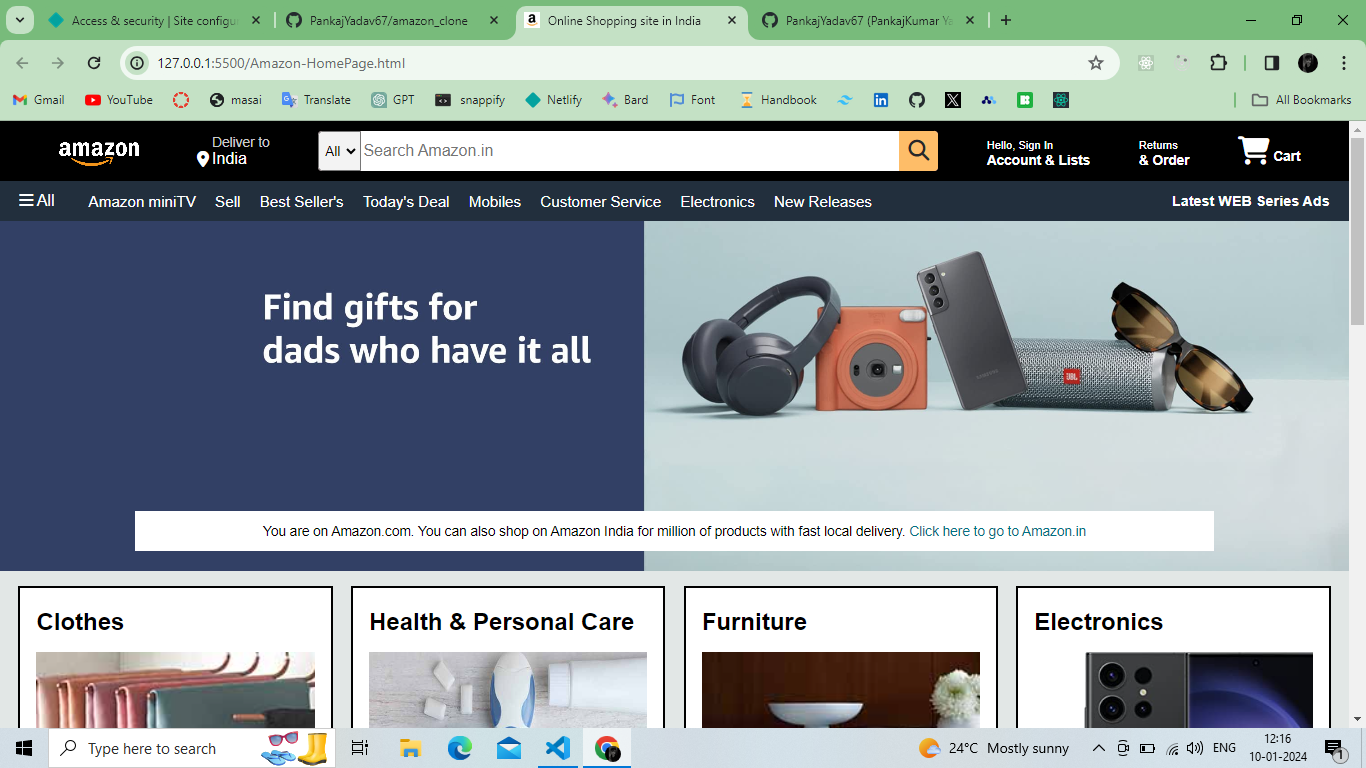 Access & security | Site configu
PankajYadav67/amazon_clone
Online Shopping site in India
PankajYadav67 (PankajKumar Ya
127.0.0.1:5500/Amazon-HomePage.html
Gmail
YouTube
masai
Translate
GPT
snappify
Netlify
Bard
Font
Handbook
All Bookmarks
amazon
Deliver to
India
All
Search Amazon.in
Hello, Sign In
Account & Lists
Returns
& Order
Cart
All
Amazon miniTV
Sell
Best Seller's
Today's Deal
Mobiles
Customer Service
Electronics
New Releases
Latest WEB Series Ads
Find gifts for
dads who have it all
SAMSUNG
JBL
You are on Amazon.com. You can also shop on Amazon India for million of products with fast local delivery. Click here to go to Amazon.in
Clothes
Health & Personal Care
Furniture
Electronics
Type here to search
24°C Mostly sunny
ENG
12:16
10-01-2024
1